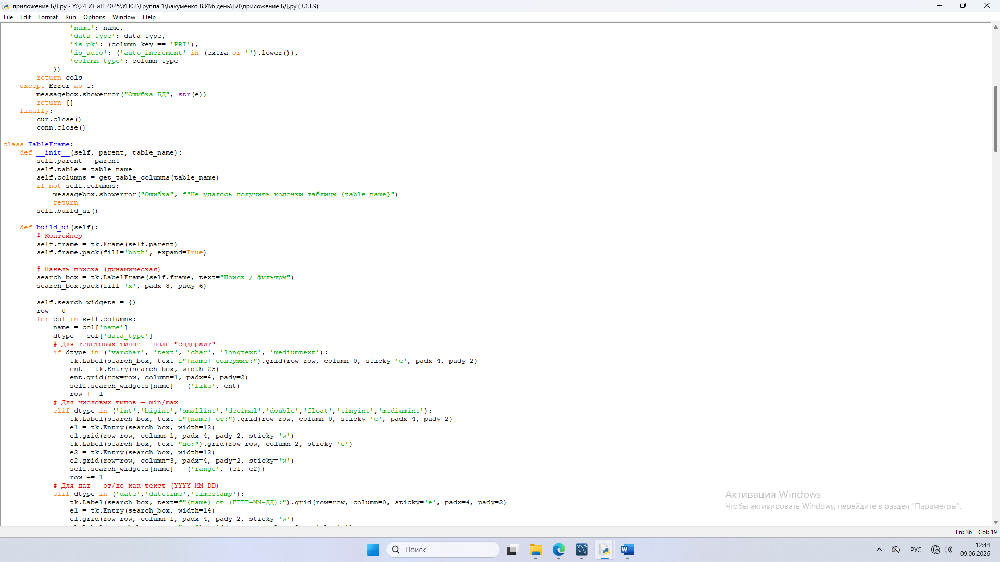 приложение БД.py - Y:\24 ИСиП 2025\УП02\Группа 1\Бакуменко В.И\6 день\БД\приложение БД.py (3.13.9)
File Edit Format Run Options Window Help
                'name': name,
                'data_type': data_type,
                'is_pk': (column_key == 'PRI'),
                'is_auto': ('auto_increment' in (extra or '').lower()),
                'column_type': column_type
            })
        return cols
    except Error as e:
        messagebox.showerror("Ошибка БД", str(e))
        return []
    finally:
        cur.close()
        conn.close()
class TableFrame:
    def __init__(self, parent, table_name):
        self.parent = parent
        self.table = table_name
        self.columns = get_table_columns(table_name)
        if not self.columns:
            messagebox.showerror("Ошибка", f"Не удалось получить колонки таблицы {table_name}")
            return
        self.build_ui()
    def build_ui(self):
        # Контейнер
        self.frame = tk.Frame(self.parent)
        self.frame.pack(fill='both', expand=True)
        # Панель поиска (динамическая)
        search_box = tk.LabelFrame(self.frame, text="Поиск / фильтры")
        search_box.pack(fill='x', padx=8, pady=6)
        self.search_widgets = {}
        row = 0
        for col in self.columns:
            name = col['name']
            dtype = col['data_type']
            # Для текстовых типов — поле "содержит"
            if dtype in ('varchar', 'text', 'char', 'longtext', 'mediumtext'):
                tk.Label(search_box, text=f"{name} содержит:").grid(row=row, column=0, sticky='e', padx=4, pady=2)
                ent = tk.Entry(search_box, width=25)
                ent.grid(row=row, column=1, padx=4, pady=2)
                self.search_widgets[name] = ('like', ent)
                row += 1
            # Для числовых типов — min/max
            elif dtype in ('int','bigint','smallint','decimal','double','float','tinyint','mediumint'):
                tk.Label(search_box, text=f"{name} от:").grid(row=row, column=0, sticky='e', padx=4, pady=2)
                e1 = tk.Entry(search_box, width=12)
                e1.grid(row=row, column=1, padx=4, pady=2, sticky='w')
                tk.Label(search_box, text="до:").grid(row=row, column=2, sticky='e')
                e2 = tk.Entry(search_box, width=12)
                e2.grid(row=row, column=3, padx=4, pady=2, sticky='w')
                self.search_widgets[name] = ('range', (e1, e2))
                row += 1
            # Для дат - от/до как текст (YYYY-MM-DD)
            elif dtype in ('date','datetime','timestamp'):
                tk.Label(search_box, text=f"{name} от (ГГГГ-ММ-ДД):").grid(row=row, column=0, sticky='e', padx=4, pady=2)
                e1 = tk.Entry(search_box, width=14)
                e1.grid(row=row, column=1, padx=4, pady=2, sticky='w')
Активация Windows
Чтобы активировать Windows, перейдите в раздел "Параметры".
Ln: 36 Col: 19
Поиск
РУС
12:44
09.06.2026